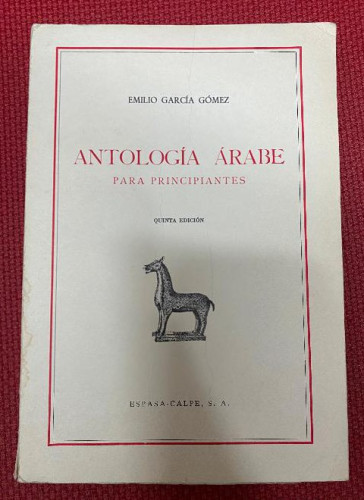 EMILIO GARCÍA GÓMEZ
ANTOLOGÍA ÁRABE
PARA PRINCIPIANTES
QUINTA EDICIÓN
ESPASA-CALPE, S. A.